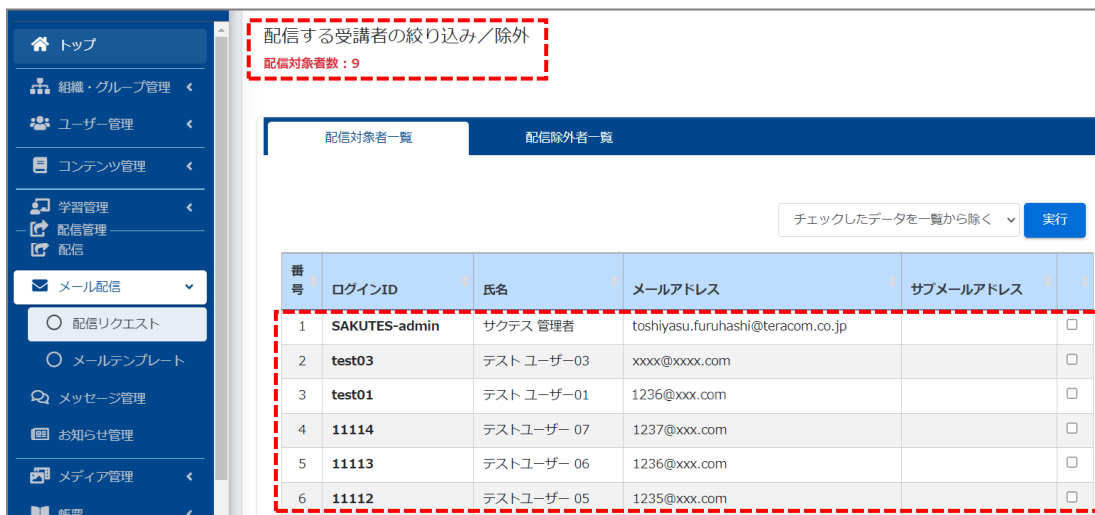 トップ
組織・グループ管理
ユーザー管理
コンテンツ管理
学習管理
配信管理
配信
メール配信
配信リクエスト
メールテンプレート
メッセージ管理
お知らせ管理
メディア管理
帳票
配信する受講者の絞り込み／除外
配信対象者数：9
配信対象者一覧 配信除外者一覧
チェックしたデータを一覧から除く 実行
番号 ログインID 氏名 メールアドレス サブメールアドレス
1 SAKUTES-admin サクテス 管理者 toshiyasu.furuhashi@teracom.co.jp
2 test03 テスト ユーザー03 xxxx@xxxx.com
3 test01 テスト ユーザー01 1236@xxx.com
4 11114 テストユーザー 07 1237@xxx.com
5 11113 テストユーザー 06 1236@xxx.com
6 11112 テストユーザー 05 1235@xxx.com